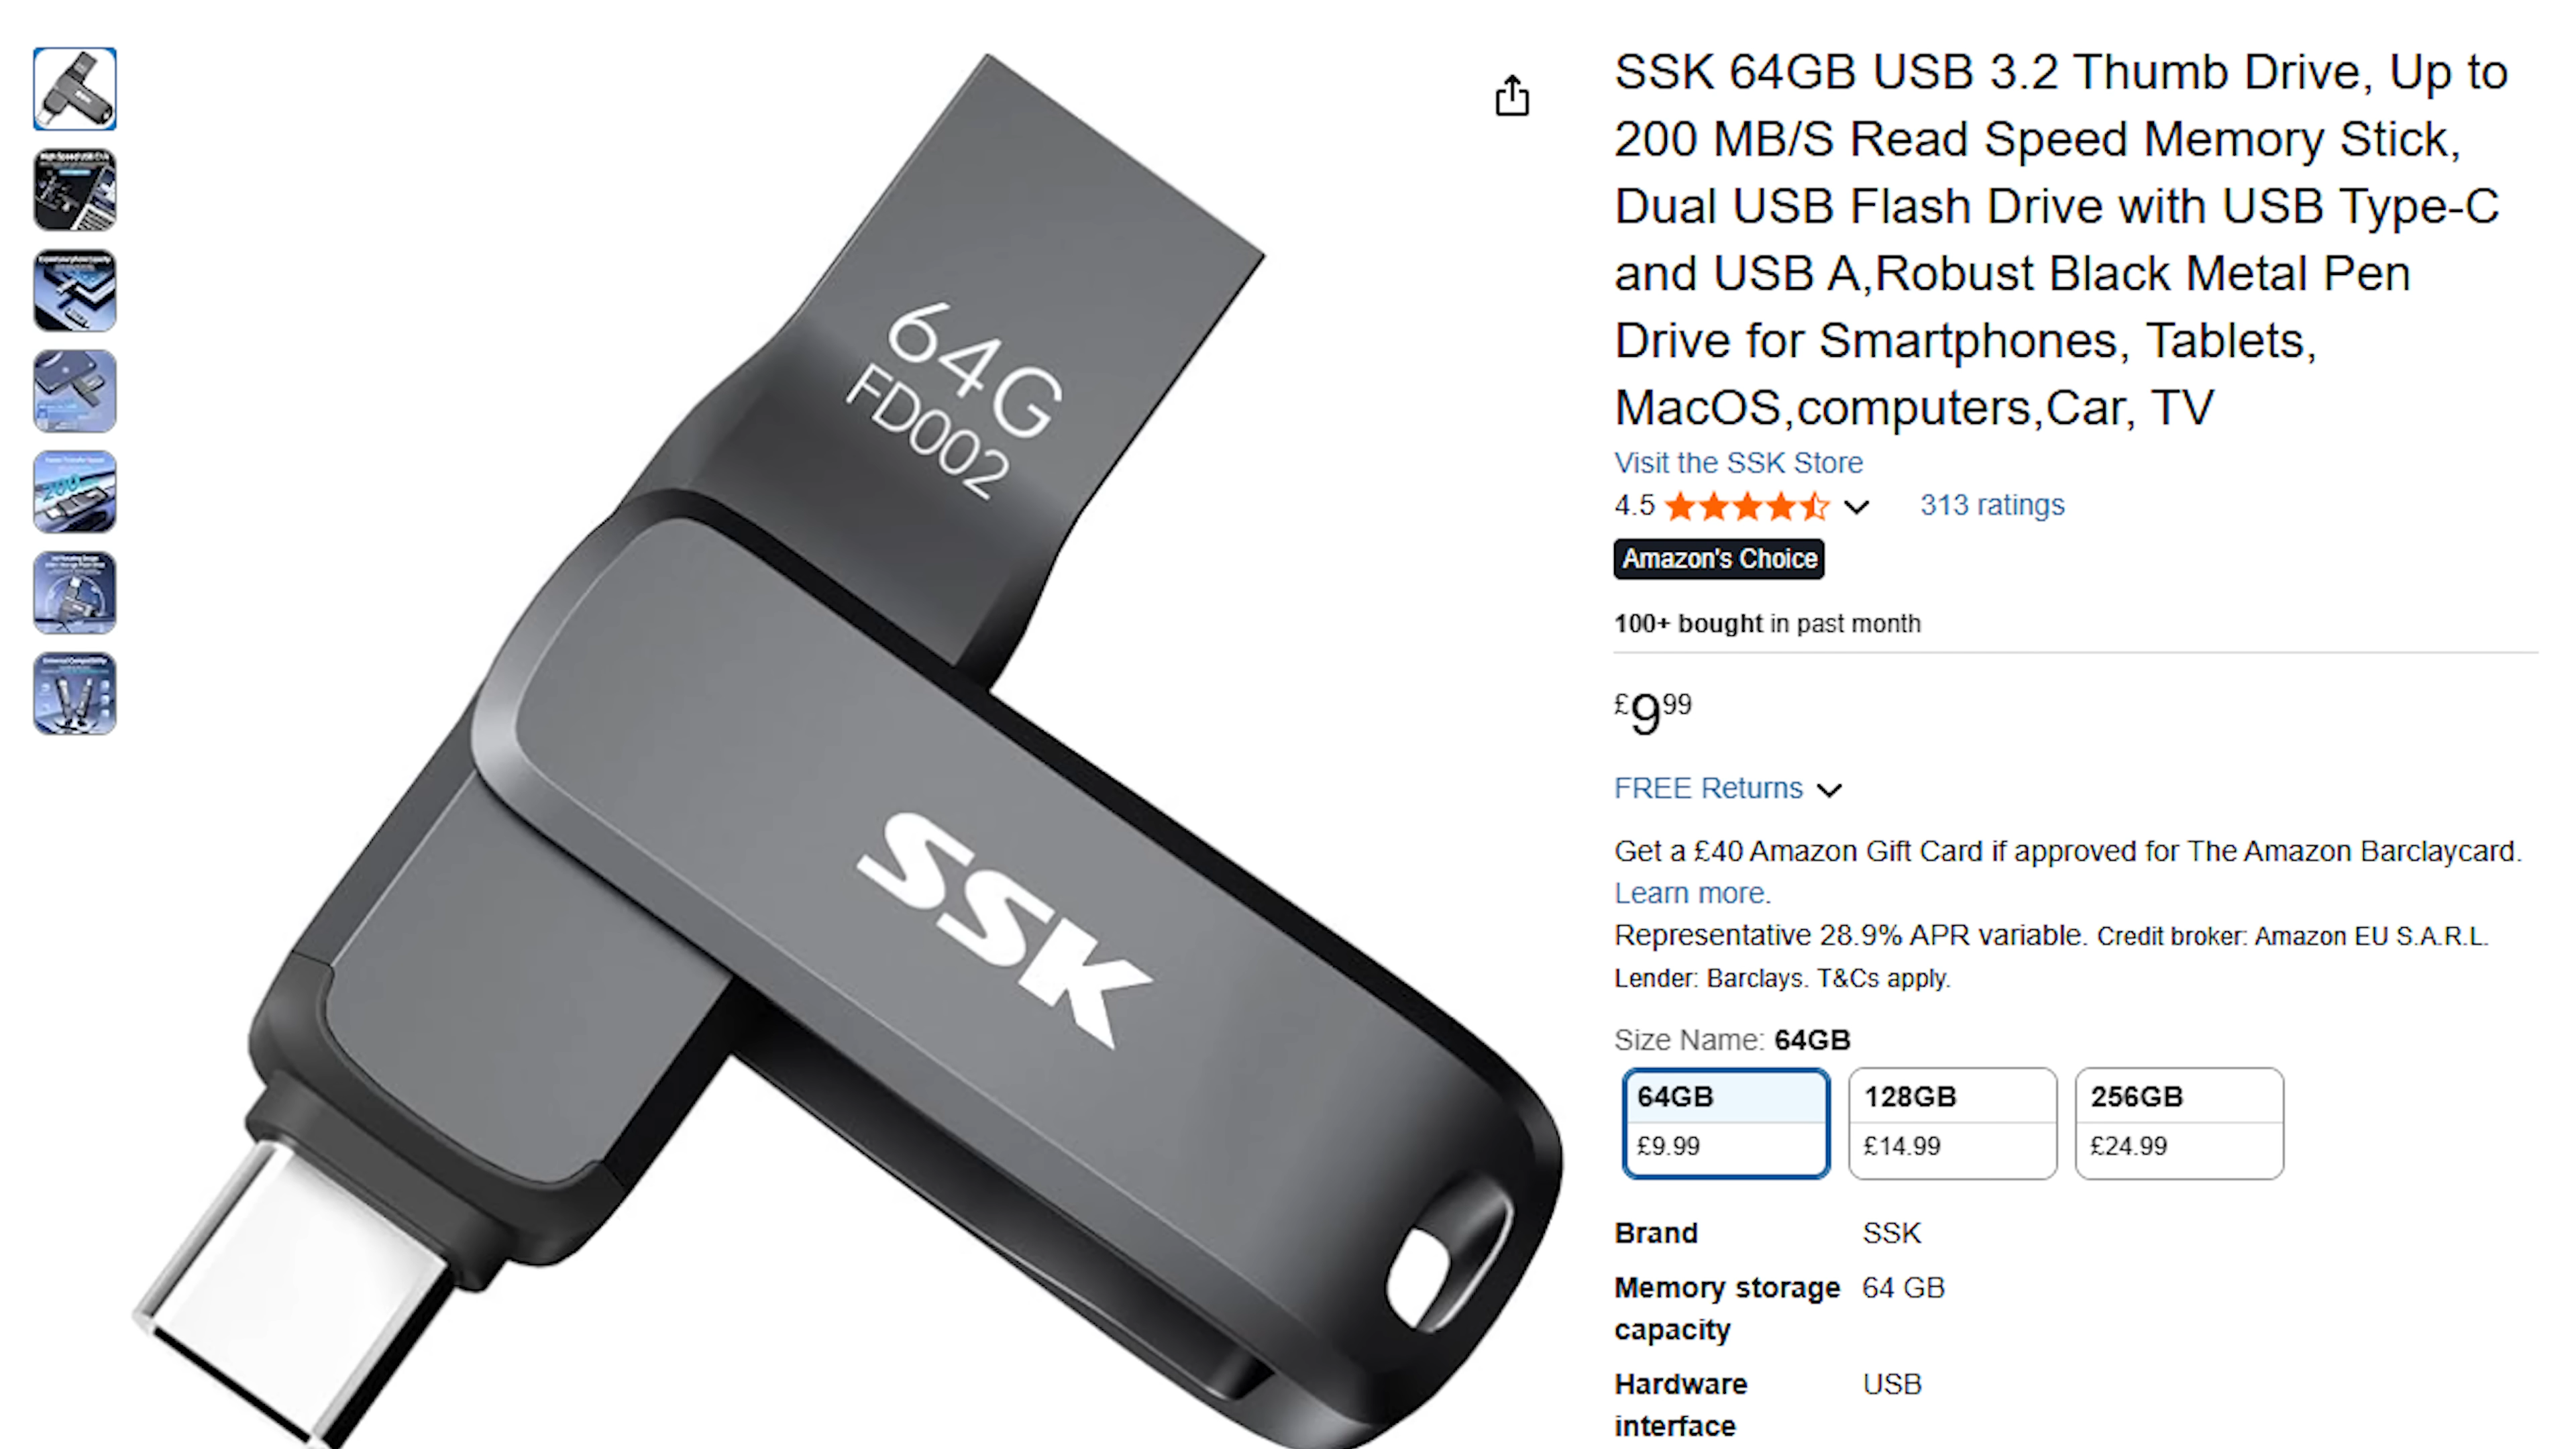 64G
FD002
SSK
SSK 64GB USB 3.2 Thumb Drive, Up to
200 MB/S Read Speed Memory Stick,
Dual USB Flash Drive with USB Type-C
and USB A,Robust Black Metal Pen
Drive for Smartphones, Tablets,
MacOS,computers,Car, TV
Visit the SSK Store
4.5 313 ratings
Amazon's Choice
100+ bought in past month
£9.99
FREE Returns
Get a £40 Amazon Gift Card if approved for The Amazon Barclaycard.
Learn more.
Representative 28.9% APR variable. Credit broker: Amazon EU S.A.R.L.
Lender: Barclays. T&Cs apply.
Size Name: 64GB
64GB 128GB 256GB
£9.99 £14.99 £24.99
Brand SSK
Memory storage 64 GB
capacity
Hardware USB
interface